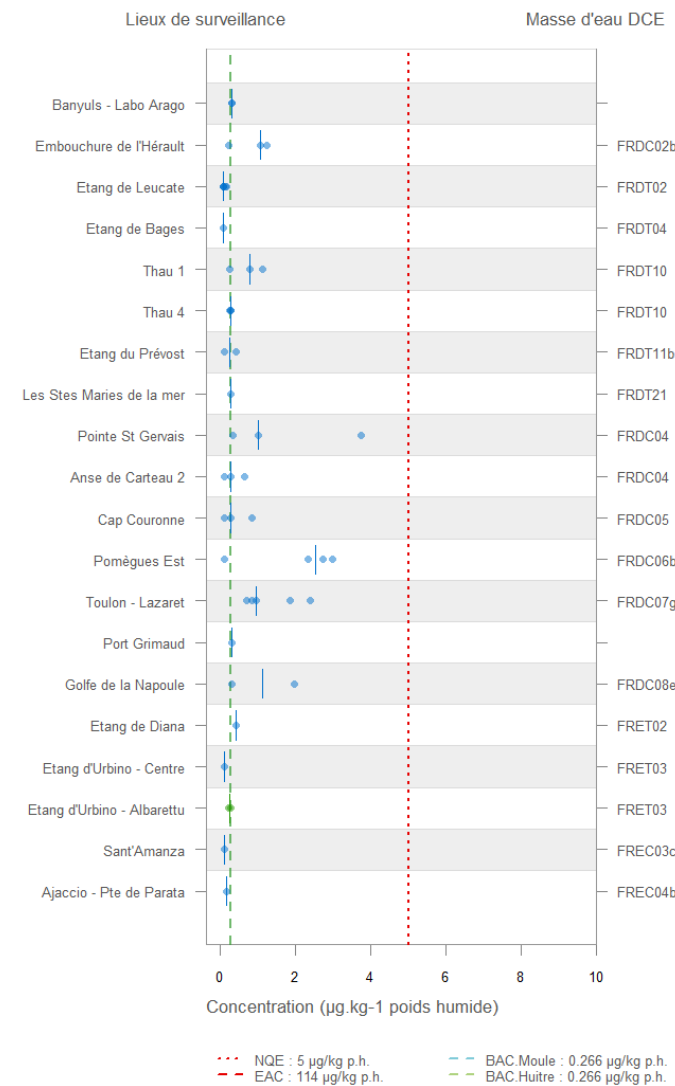 Lieux de surveillance Masse d'eau DCE
Banyuls - Labo Arago
Embouchure de l'Hérault FRDC02b
Etang de Leucate FRDT02
Etang de Bages FRDT04
Thau 1 FRDT10
Thau 4 FRDT10
Etang du Prévost FRDT11b
Les Stes Maries de la mer FRDT21
Pointe St Gervais FRDC04
Anse de Carteau 2 FRDC04
Cap Couronne FRDC05
Pomègues Est FRDC06b
Toulon - Lazaret FRDC07g
Port Grimaud
Golfe de la Napoule FRDC08e
Etang de Diana FRET02
Etang d'Urbino - Centre FRET03
Etang d'Urbino - Albarettu FRET03
Sant'Amanza FREC03c
Ajaccio - Pte de Parata FREC04b
0 2 4 6 8 10
Concentration (µg.kg-1 poids humide)
NQE : 5 µg/kg p.h. BAC.Moule : 0.266 µg/kg p.h.
EAC : 114 µg/kg p.h. BAC.Huitre : 0.266 µg/kg p.h.